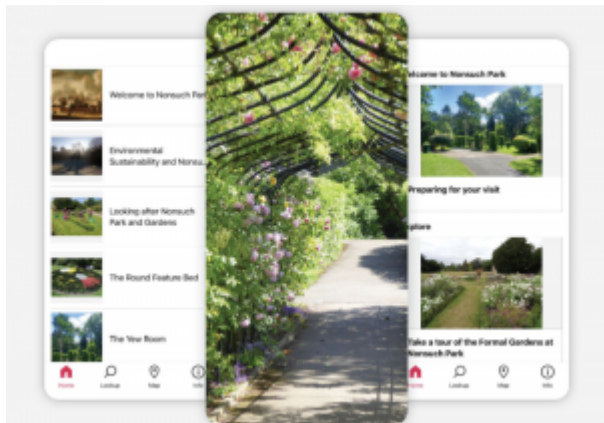 Welcome to Nonsuch Park
Environmental
Sustainability and Nonsu...
Looking after Nonsuch
Park and Gardens
The Round Feature Bed
The Yew Room
Home
Lookup
Map
Info
Welcome to Nonsuch Park
Preparing for your visit
xplore
Take a tour of the Formal Gardens at
Nonsuch Park
Home
Lookup
Map
Info